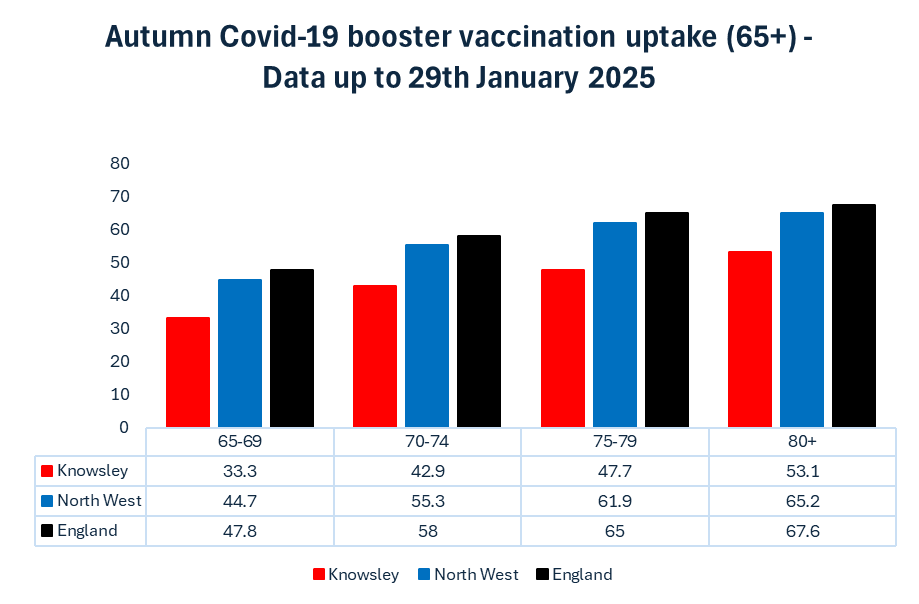 Autumn Covid-19 booster vaccination uptake (65+) -
Data up to 29th January 2025
80
70
60
50
40
30
20
10
0
65-69 70-74 75-79 80+
Knowsley 33.3 42.9 47.7 53.1
North West 44.7 55.3 61.9 65.2
England 47.8 58 65 67.6
Knowsley North West England